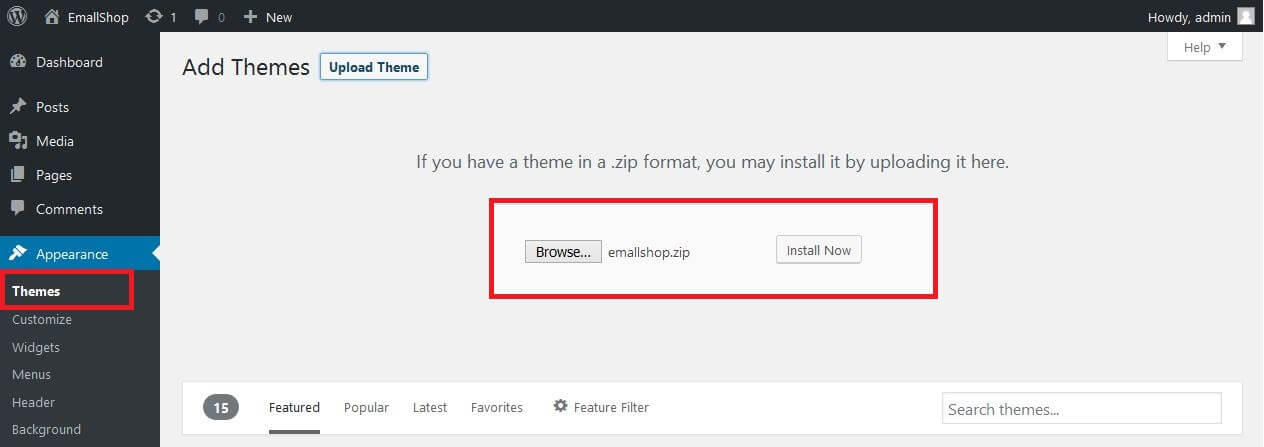 EmallShop 1 0 + New Howdy, admin
Help ▼
Dashboard
Posts
Media
Pages
Comments
Appearance
Themes
Customize
Widgets
Menus
Header
Background
Add Themes Upload Theme
If you have a theme in a .zip format, you may install it by uploading it here.
Browse... emallshop.zip Install Now
15 Featured Popular Latest Favorites Feature Filter Search themes...